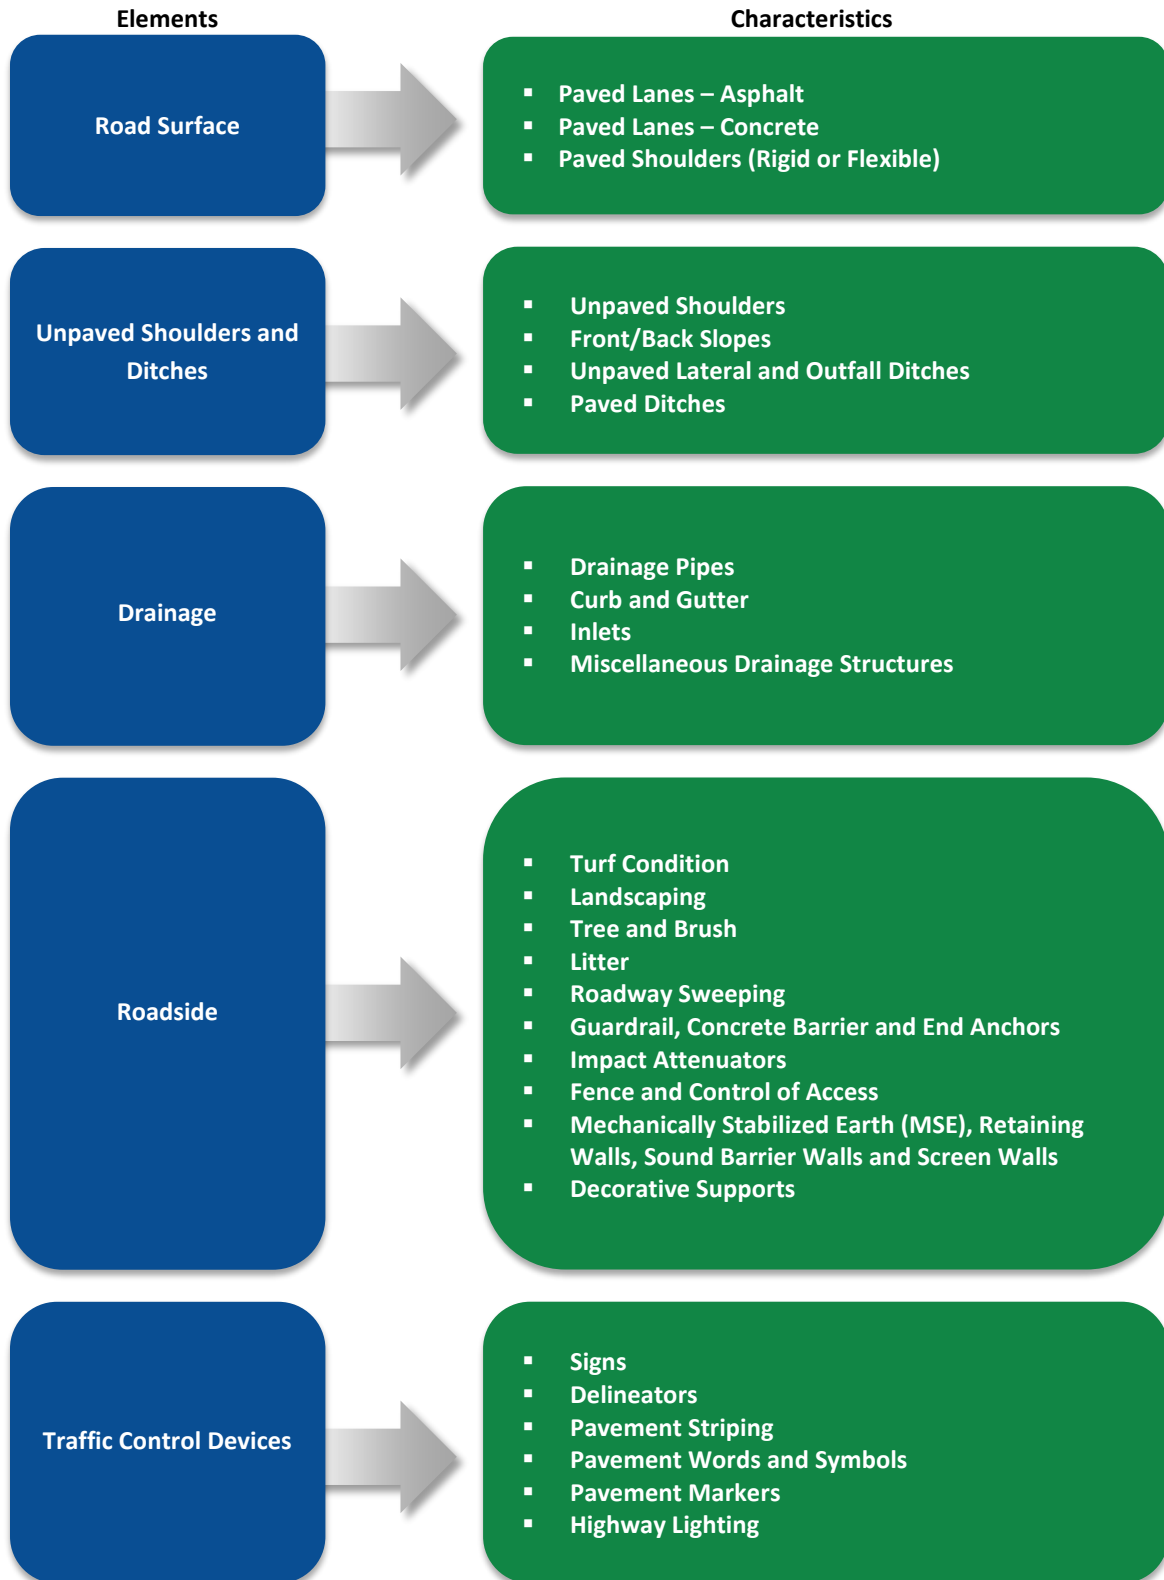 Elements
Characteristics
Road Surface
▪ Paved Lanes – Asphalt
▪ Paved Lanes – Concrete
▪ Paved Shoulders (Rigid or Flexible)
Unpaved Shoulders and
Ditches
▪ Unpaved Shoulders
▪ Front/Back Slopes
▪ Unpaved Lateral and Outfall Ditches
▪ Paved Ditches
Drainage
▪ Drainage Pipes
▪ Curb and Gutter
▪ Inlets
▪ Miscellaneous Drainage Structures
Roadside
▪ Turf Condition
▪ Landscaping
▪ Tree and Brush
▪ Litter
▪ Roadway Sweeping
▪ Guardrail, Concrete Barrier and End Anchors
▪ Impact Attenuators
▪ Fence and Control of Access
▪ Mechanically Stabilized Earth (MSE), Retaining
Walls, Sound Barrier Walls and Screen Walls
▪ Decorative Supports
Traffic Control Devices
▪ Signs
▪ Delineators
▪ Pavement Striping
▪ Pavement Words and Symbols
▪ Pavement Markers
▪ Highway Lighting